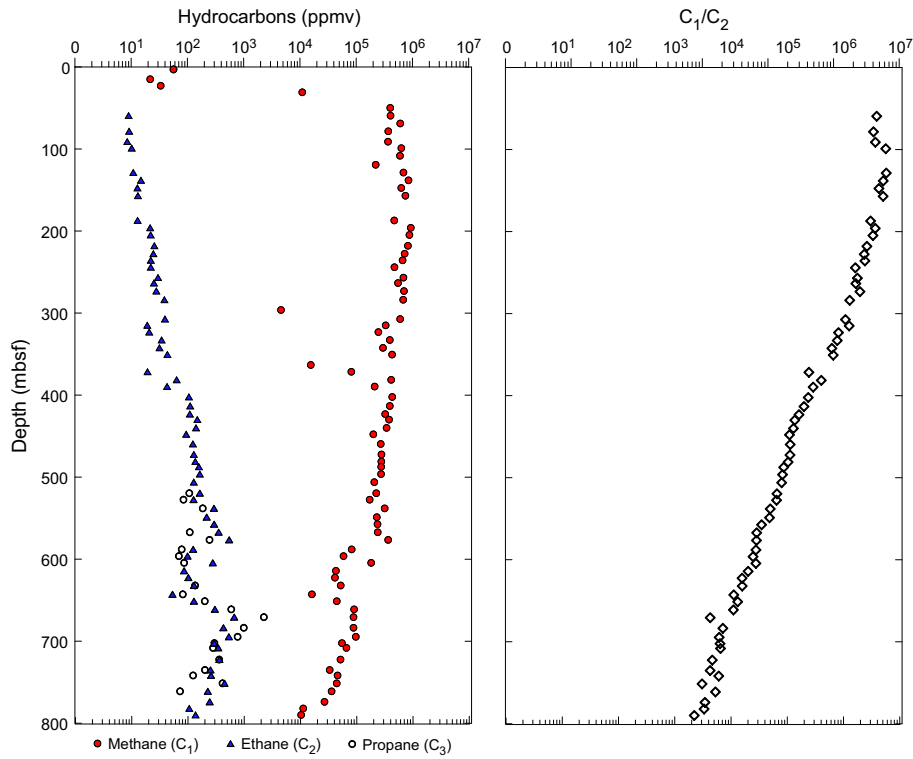 Hydrocarbons (ppmv)
0 10¹ 10² 10³ 10⁴ 10⁵ 10⁶ 10⁷
C₁/C₂
0 10¹ 10² 10³ 10⁴ 10⁵ 10⁶ 10⁷
Depth (mbsf)
0
100
200
300
400
500
600
700
800
Methane (C₁) Ethane (C₂) Propane (C₃)